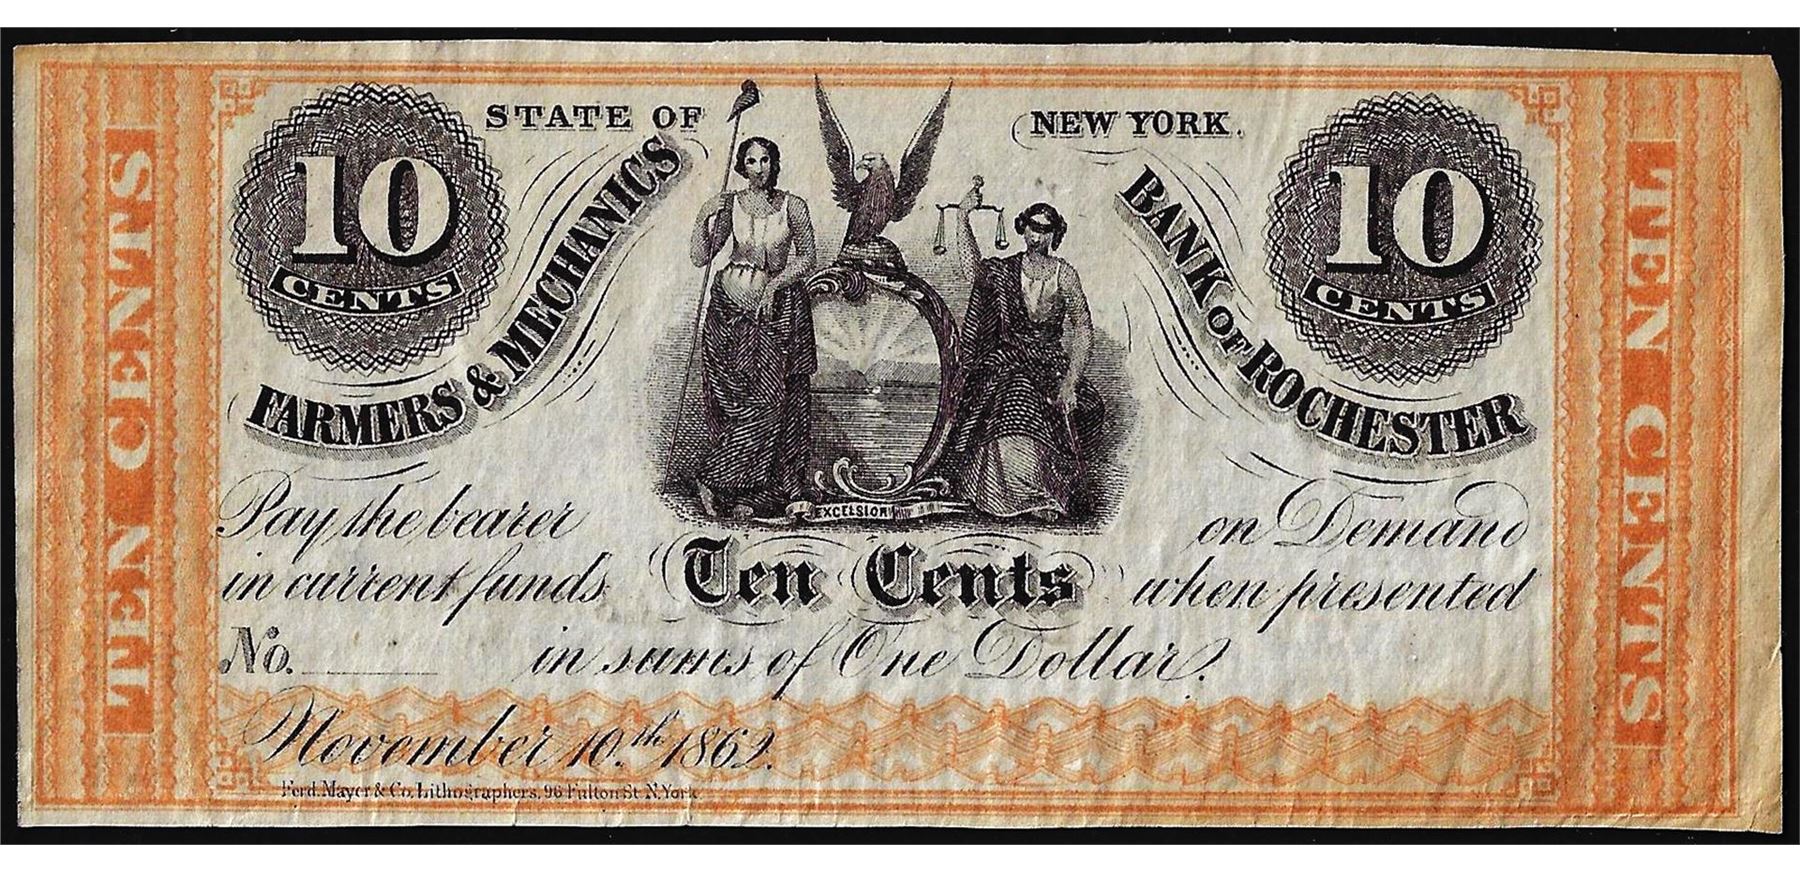 STATE OF NEW YORK.
10 CENTS
10 CENTS
FARMERS & MECHANICS BANK OF ROCHESTER
TEN CENTS
TEN CENTS
EXCELSIOR
Pay the bearer on Demand
in current funds Ten Cents when presented
No. in sums of One Dollar.
November 10.th 1862.
Ferd. Mayer & Co. Lithographers, 96 Fulton St. N. York.